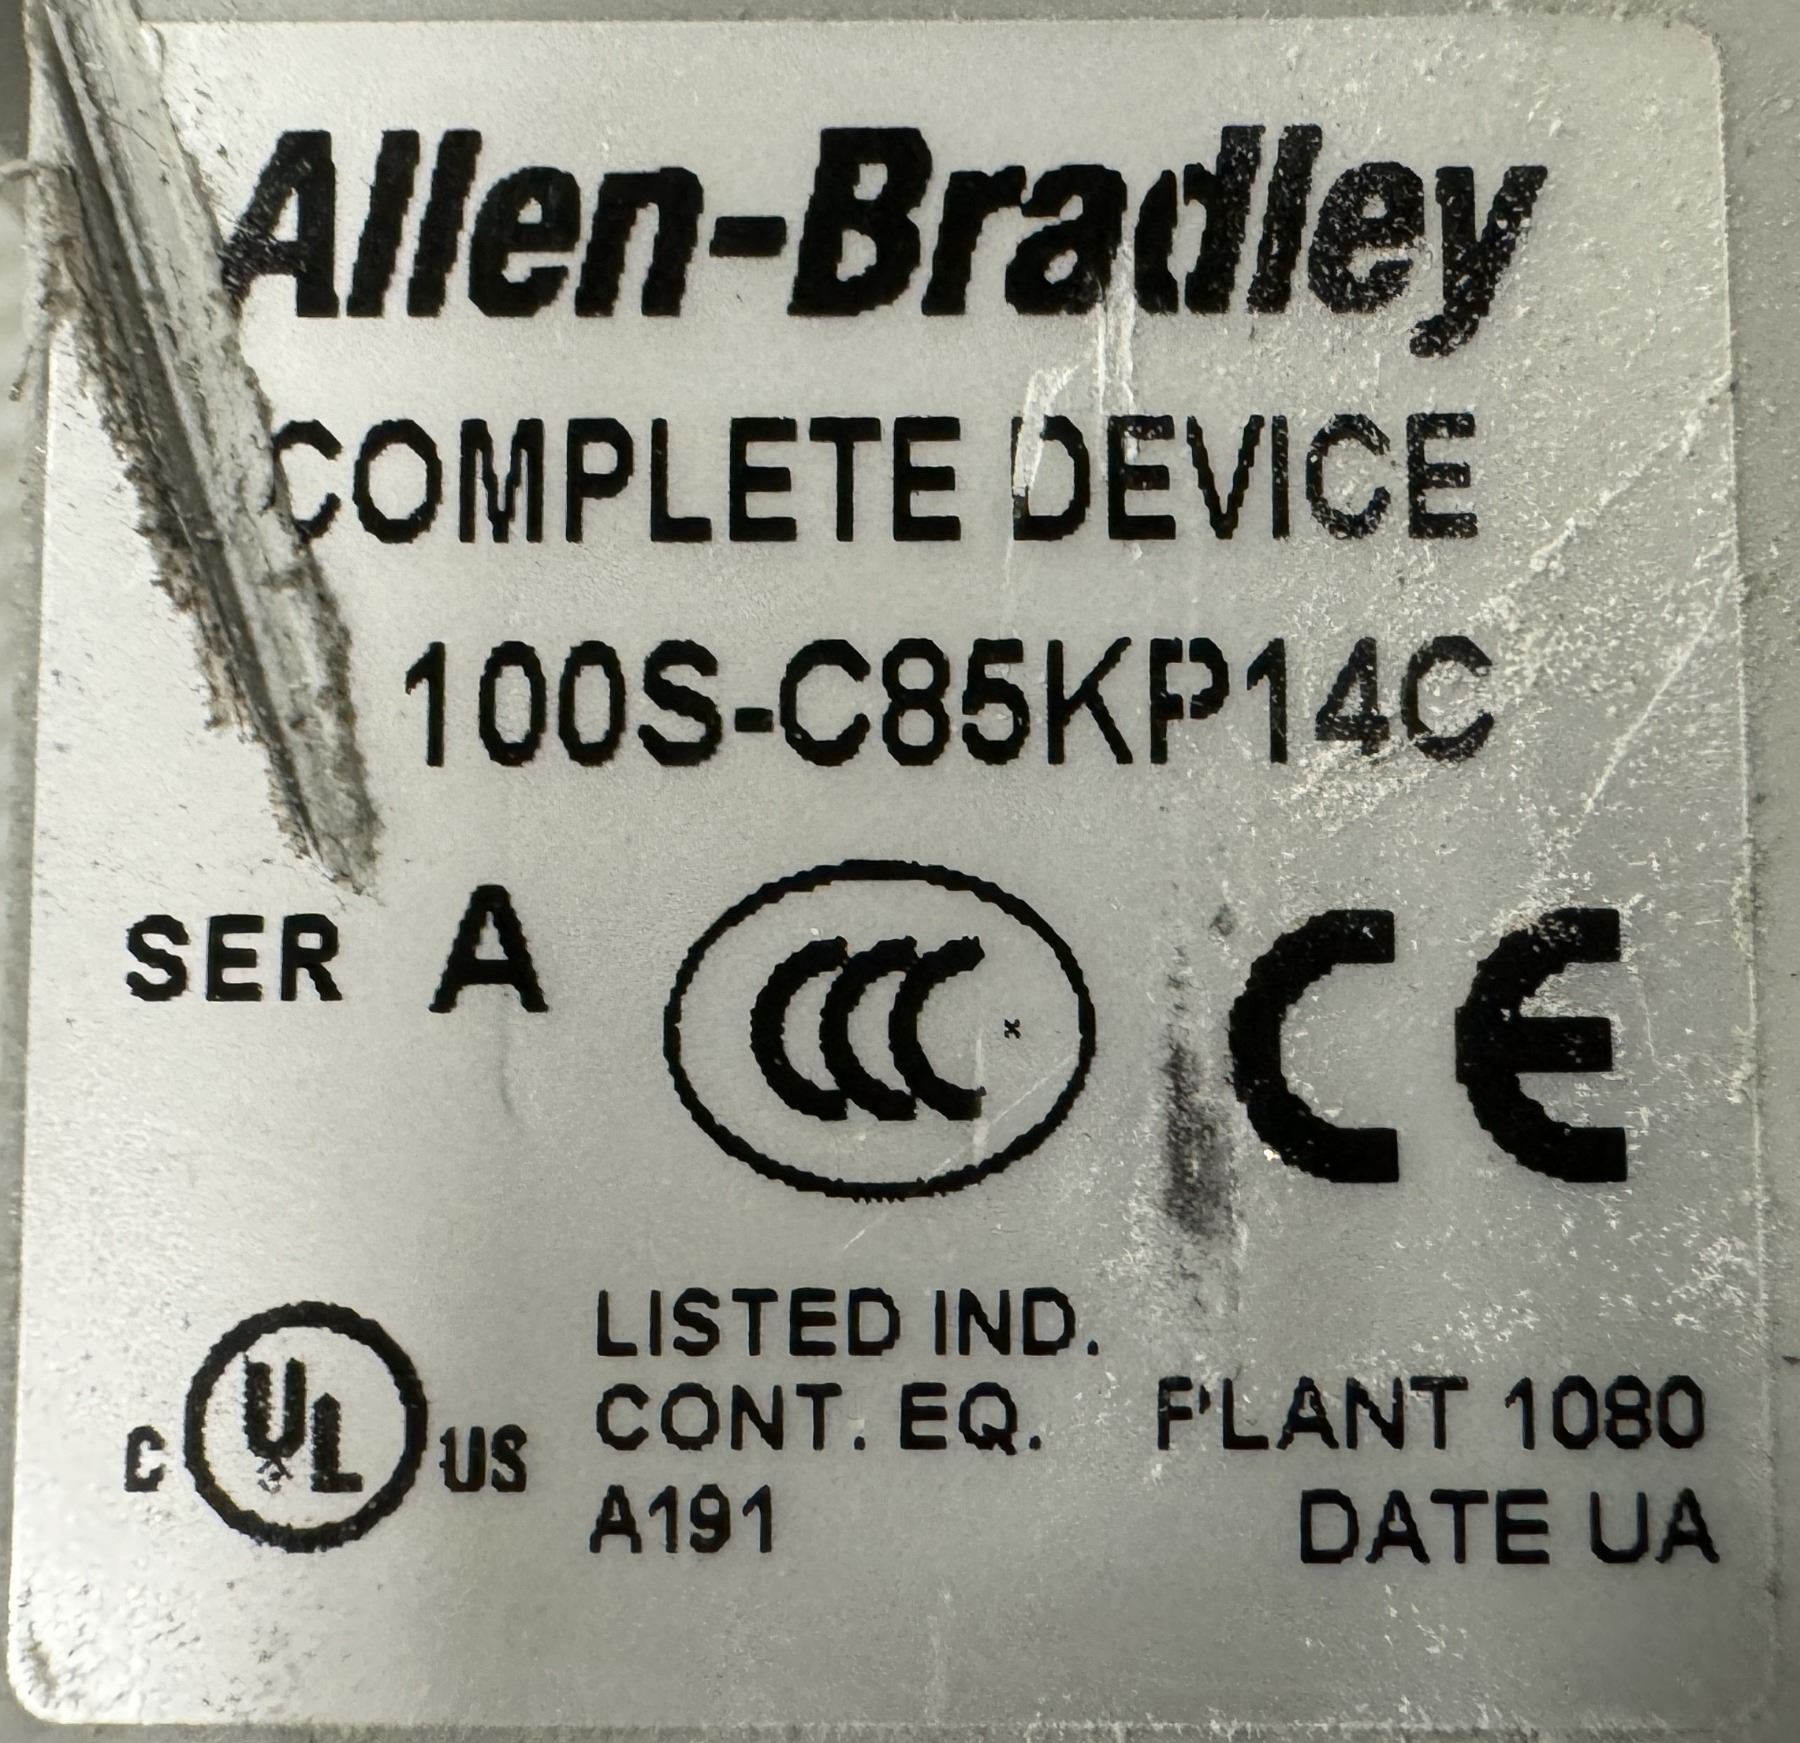 Allen-Bradley
COMPLETE DEVICE
100S-C85KP14C
SER A
CCC
CE
C UL US
LISTED IND.
CONT. EQ.
A191
PLANT 1080
DATE UA